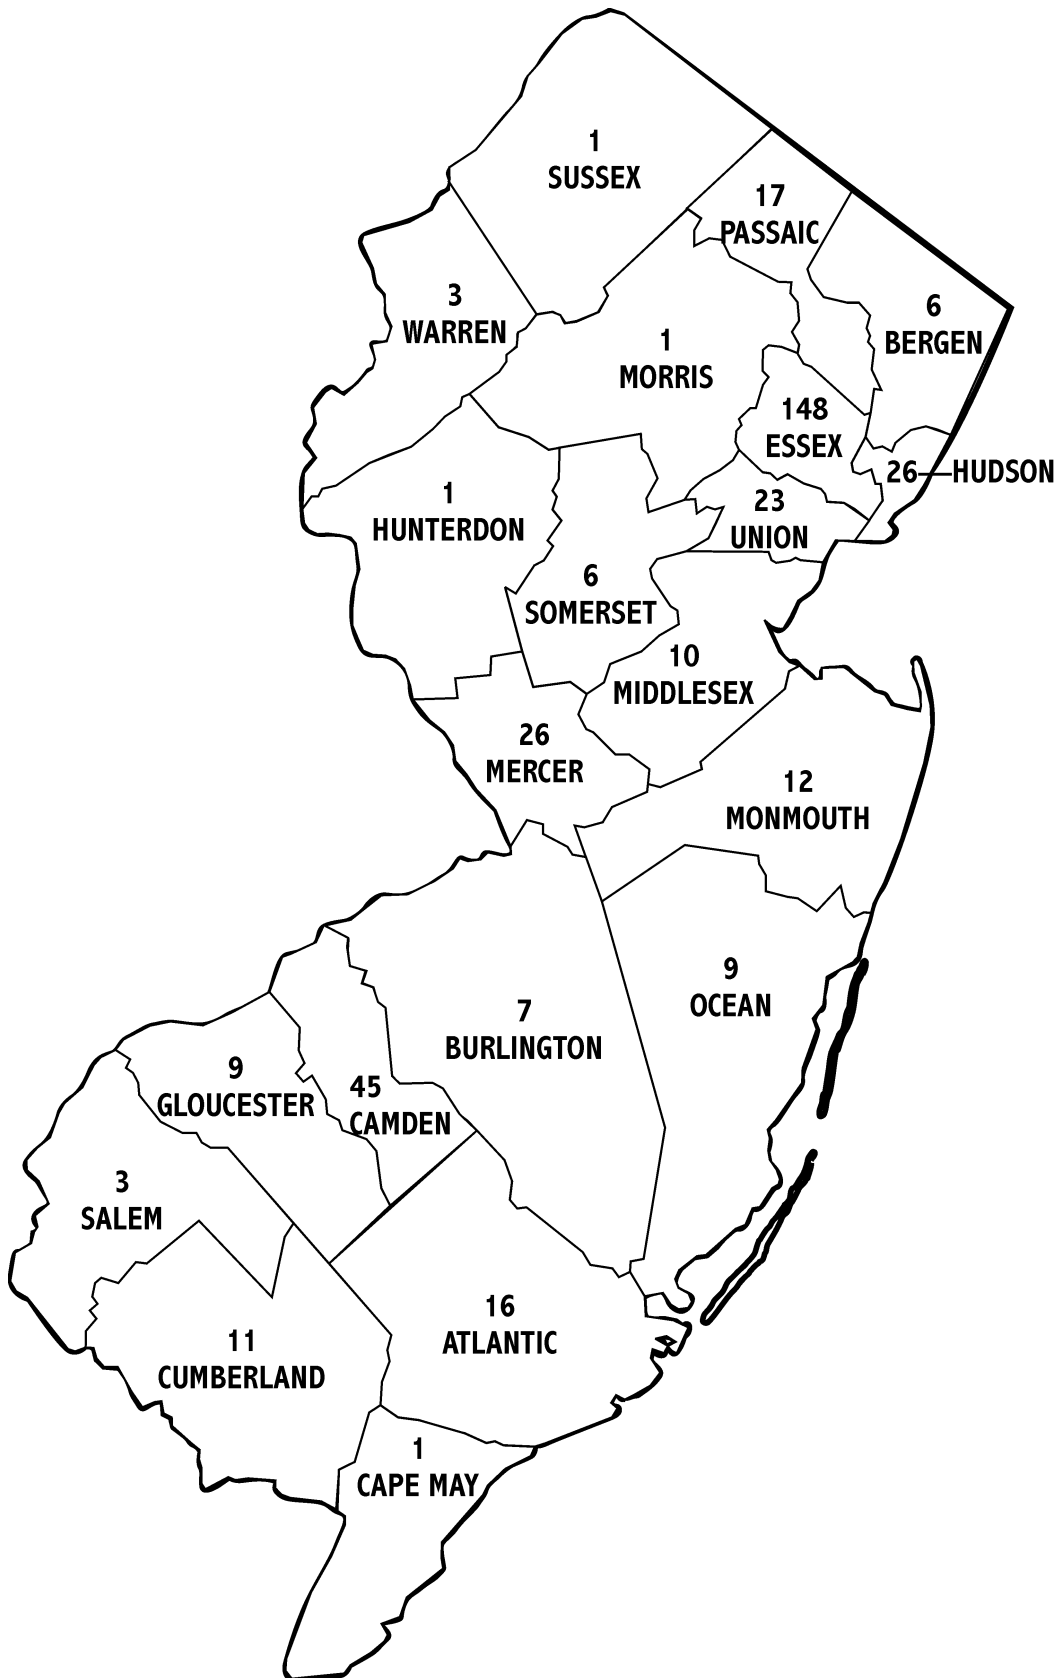 1
SUSSEX
17
PASSAIC
3
WARREN
6
BERGEN
1
MORRIS
148
ESSEX
26—HUDSON
1
HUNTERDON
23
UNION
6
SOMERSET
10
MIDDLESEX
26
MERCER
12
MONMOUTH
9
OCEAN
7
BURLINGTON
9
GLOUCESTER
45
CAMDEN
3
SALEM
16
ATLANTIC
11
CUMBERLAND
1
CAPE MAY